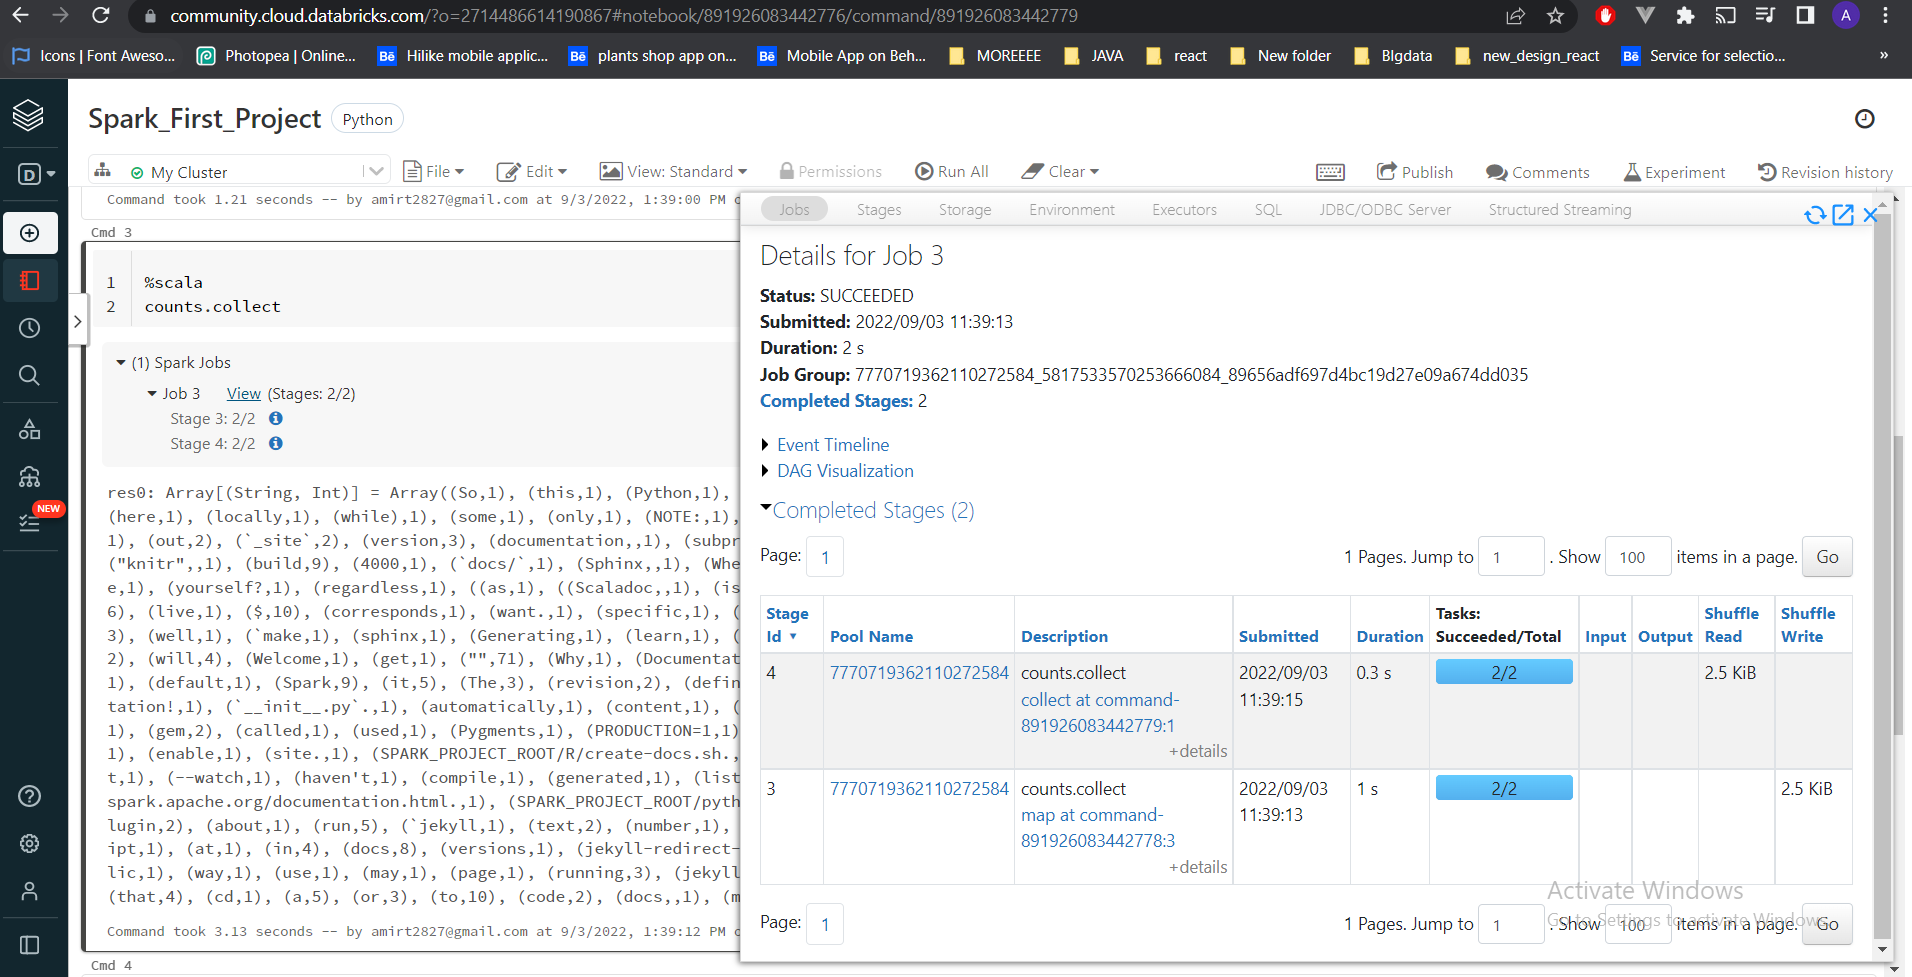 community.cloud.databricks.com/?o=2714486614190867#notebook/891926083442776/command/891926083442779
A
Icons | Font Aweso...
Photopea | Online...
Bē Hilike mobile applic...
Bē plants shop app on...
Bē Mobile App on Beh...
MOREEEE
JAVA
react
New folder
BIgdata
new_design_react
Bē Service for selectio...
»
Spark_First_Project Python
D
My Cluster
File
Edit
View: Standard
Permissions
Run All
Clear
Publish
Comments
Experiment
Revision history
NEW
Command took 1.21 seconds -- by amirt2827@gmail.com at 9/3/2022, 1:39:00 PM o
Cmd 3
1 %scala
2 counts.collect
(1) Spark Jobs
Job 3 View (Stages: 2/2)
Stage 3: 2/2
Stage 4: 2/2
res0: Array[(String, Int)] = Array((So,1), (this,1), (Python,1),
(here,1), (locally,1), (while),1), (some,1), (only,1), (NOTE:,1),
1), (out,2), (`_site`,2), (version,3), (documentation,,1), (subpr
("knitr",,1), (build,9), (4000,1), (`docs/`,1), (Sphinx,,1), (Whe
e,1), (yourself?,1), (regardless,1), ((as,1), ((Scaladoc,,1), (is
6), (live,1), ($,10), (corresponds,1), (want.,1), (specific,1), (
3), (well,1), (`make,1), (sphinx,1), (Generating,1), (learn,1), (
2), (will,4), (Welcome,1), (get,1), ("",71), (Why,1), (Documentat
1), (default,1), (Spark,9), (it,5), (The,3), (revision,2), (defin
tation!,1), (`__init__.py`.,1), (automatically,1), (content,1), (
1), (gem,2), (called,1), (used,1), (Pygments,1), (PRODUCTION=1,1)
1), (enable,1), (site.,1), (SPARK_PROJECT_ROOT/R/create-docs.sh.,
t,1), (--watch,1), (haven't,1), (compile,1), (generated,1), (list
spark.apache.org/documentation.html.,1), (SPARK_PROJECT_ROOT/pyth
lugin,2), (about,1), (run,5), (`jekyll,1), (text,2), (number,1),
ipt,1), (at,1), (in,4), (docs,8), (versions,1), (jekyll-redirect-
lic,1), (way,1), (use,1), (may,1), (page,1), (running,3), (jekyll
(that,4), (cd,1), (a,5), (or,3), (to,10), (code,2), (docs,,1), (m
Command took 3.13 seconds -- by amirt2827@gmail.com at 9/3/2022, 1:39:12 PM o
Cmd 4
Jobs Stages Storage Environment Executors SQL JDBC/ODBC Server Structured Streaming
Details for Job 3
Status: SUCCEEDED
Submitted: 2022/09/03 11:39:13
Duration: 2 s
Job Group: 7770719362110272584_5817533570253666084_89656adf697d4bc19d27e09a674dd035
Completed Stages: 2
Event Timeline
DAG Visualization
Completed Stages (2)
Page: 1 1 Pages. Jump to 1 . Show 100 items in a page. Go
Stage Id Pool Name Description Submitted Duration Tasks: Succeeded/Total Input Output Shuffle Read Shuffle Write
4 7770719362110272584 counts.collect 2022/09/03 0.3 s 2/2 2.5 KiB
collect at command- 11:39:15
891926083442779:1
+details
3 7770719362110272584 counts.collect 2022/09/03 1 s 2/2 2.5 KiB
map at command- 11:39:13
891926083442778:3
+details
Activate Windows
Go to Settings to activate Windows.
Page: 1 1 Pages. Jump to 1 . Show 100 items in a page. Go